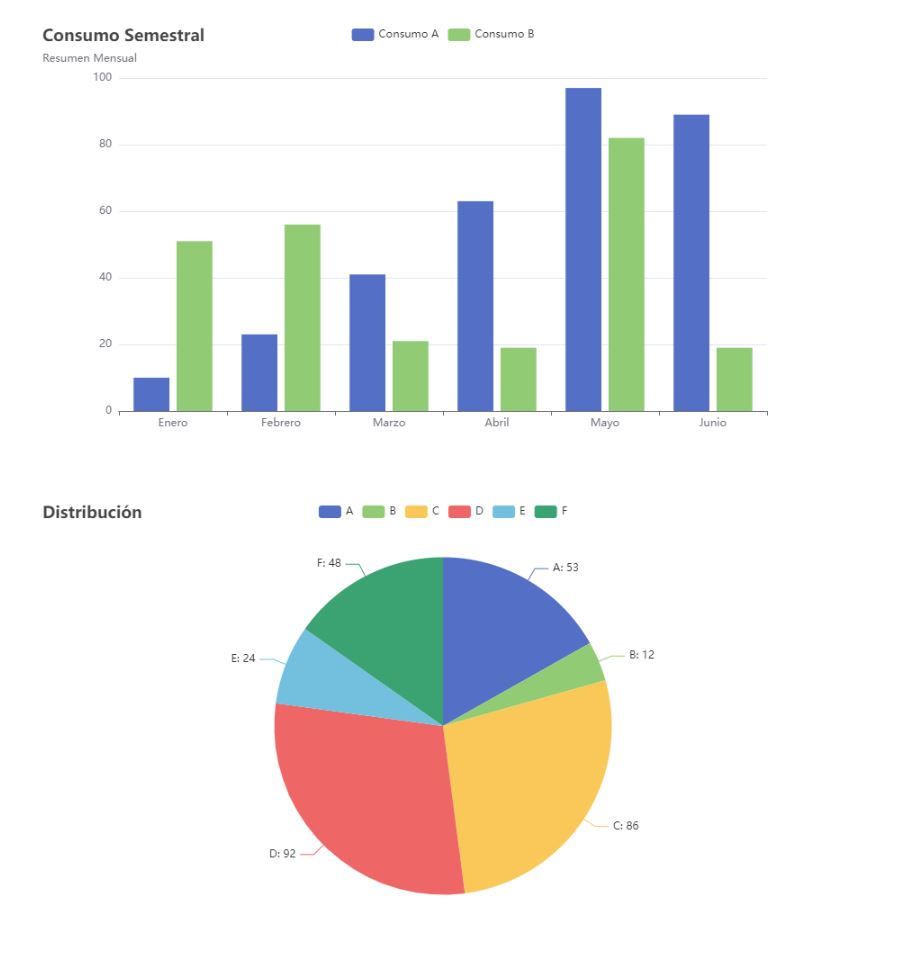 Consumo Semestral
Resumen Mensual
Consumo A Consumo B
100
80
60
40
20
0
Enero Febrero Marzo Abril Mayo Junio
Distribución
A B C D E F
F: 48 A: 53
E: 24 B: 12
D: 92 C: 86